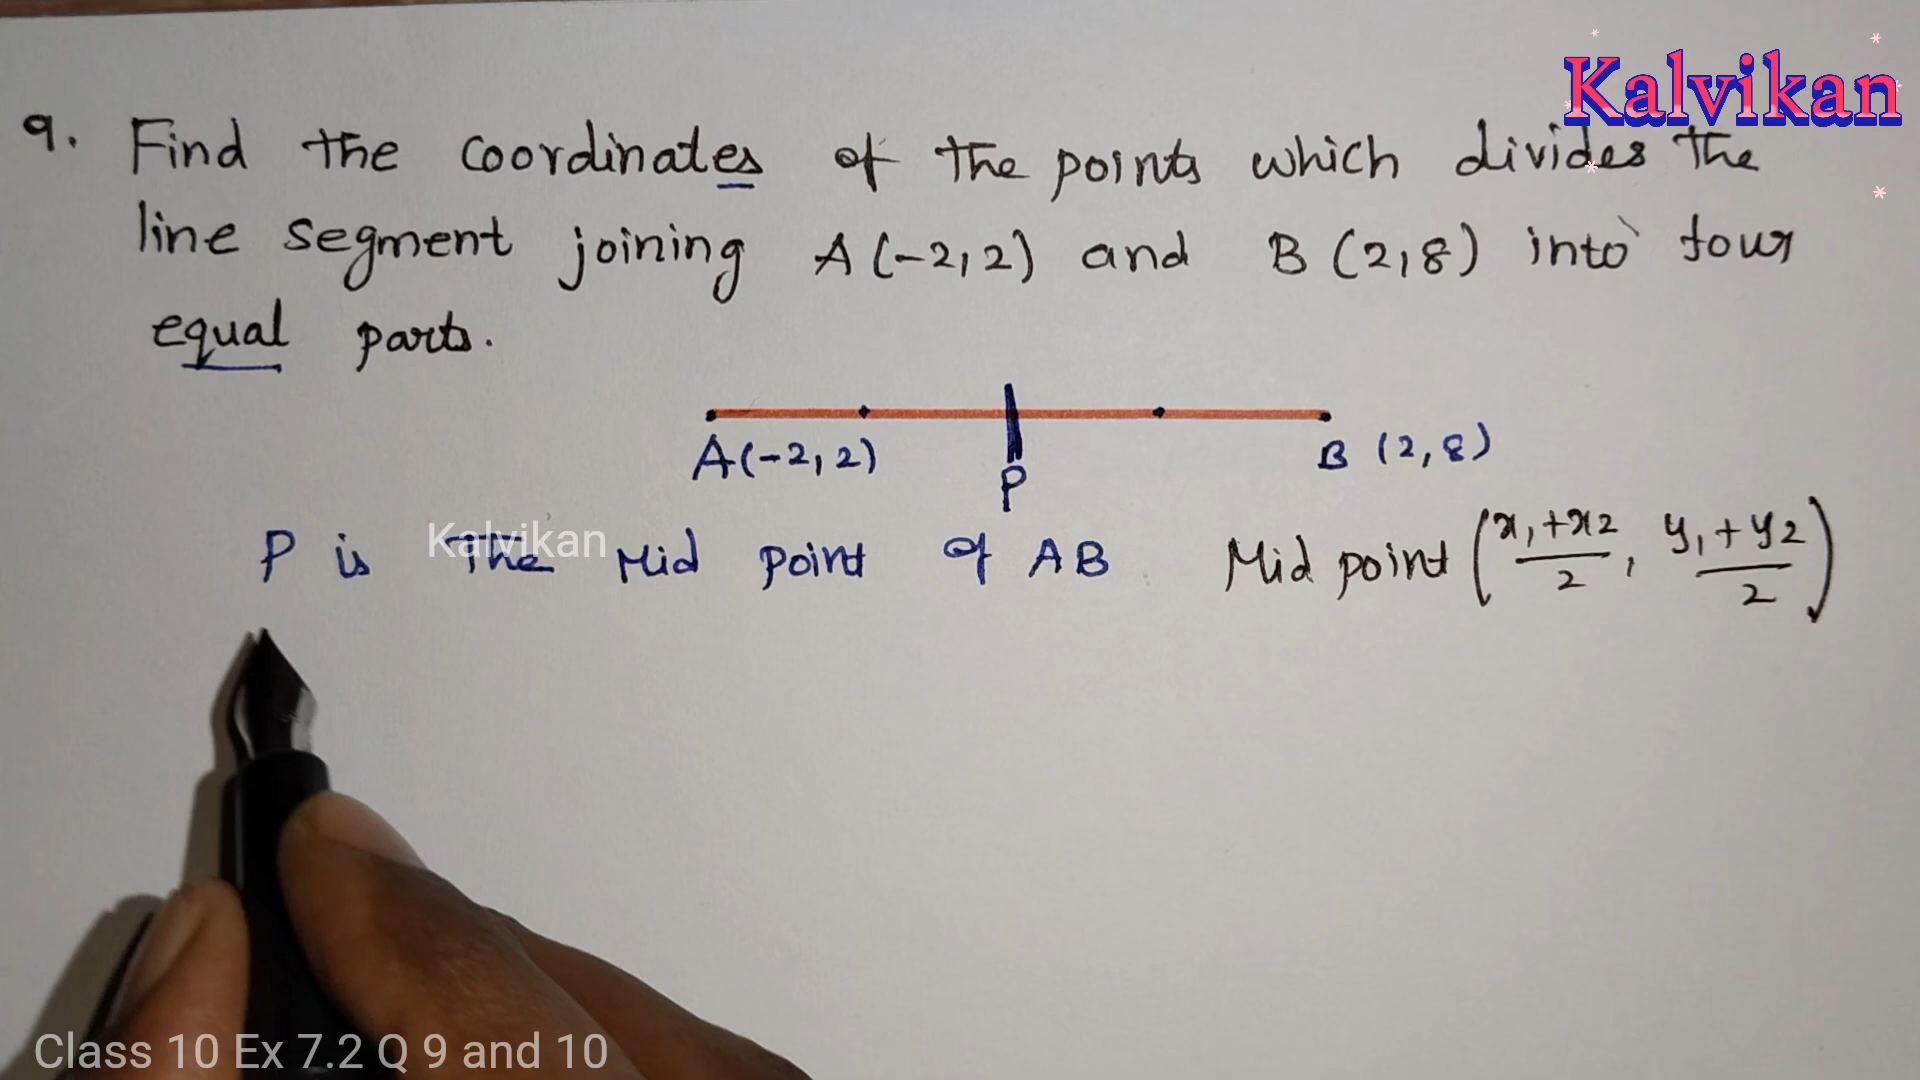 Kalvikan
9. Find the coordinates of the points which divides the
line segment joining A(-2,2) and B(2,8) into four
equal parts.
A(-2,2) P B (2,8)
P is the Mid point of AB Mid point (x₁+x₂/2, y₁+y₂/2)
Kalvikan
Class 10 Ex 7.2 Q 9 and 10